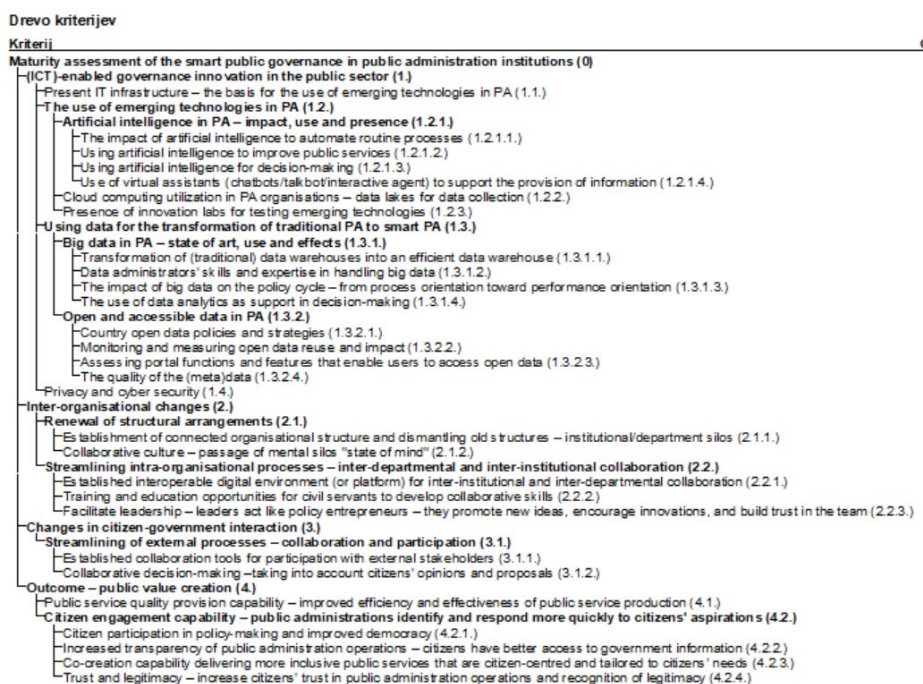 Drevo kriterijev
Kriterij
Maturity assessment of the smart public governance in public administration institutions (0)
(ICT)-enabled governance innovation in the public sector (1.)
Present IT infrastructure – the basis for the use of emerging technologies in PA (1.1.)
The use of emerging technologies in PA (1.2.)
Artificial intelligence in PA – impact, use and presence (1.2.1.)
The impact of artificial intelligence to automate routine processes (1.2.1.1.)
Using artificial intelligence to improve public services (1.2.1.2.)
Using artificial intelligence for decision-making (1.2.1.3.)
Use of virtual assistants (chatbots/talkbot/interactive agent) to support the provision of information (1.2.1.4.)
Cloud computing utilization in PA organisations – data lakes for data collection (1.2.2.)
Presence of innovation labs for testing emerging technologies (1.2.3.)
Using data for the transformation of traditional PA to smart PA (1.3.)
Big data in PA – state of art, use and effects (1.3.1.)
Transformation of (traditional) data warehouses into an efficient data warehouse (1.3.1.1.)
Data administrators' skills and expertise in handling big data (1.3.1.2.)
The impact of big data on the policy cycle – from process orientation toward performance orientation (1.3.1.3.)
The use of data analytics as support in decision-making (1.3.1.4.)
Open and accessible data in PA (1.3.2.)
Country open data policies and strategies (1.3.2.1.)
Monitoring and measuring open data reuse and impact (1.3.2.2.)
Assessing portal functions and features that enable users to access open data (1.3.2.3.)
The quality of the (meta)data (1.3.2.4.)
Privacy and cyber security (1.4.)
Inter-organisational changes (2.)
Renewal of structural arrangements (2.1.)
Establishment of connected organisational structure and dismantling old structures – institutional/department silos (2.1.1.)
Collaborative culture – passage of mental silos "state of mind" (2.1.2.)
Streamlining intra-organisational processes – inter-departmental and inter-institutional collaboration (2.2.)
Established interoperable digital environment (or platform) for inter-institutional and inter-departmental collaboration (2.2.1.)
Training and education opportunities for civil servants to develop collaborative skills (2.2.2.)
Facilitate leadership – leaders act like policy entrepreneurs – they promote new ideas, encourage innovations, and build trust in the team (2.2.3.)
Changes in citizen-government interaction (3.)
Streamlining of external processes – collaboration and participation (3.1.)
Established collaboration tools for participation with external stakeholders (3.1.1.)
Collaborative decision-making –taking into account citizens' opinions and proposals (3.1.2.)
Outcome – public value creation (4.)
Public service quality provision capability – improved efficiency and effectiveness of public service production (4.1.)
Citizen engagement capability – public administrations identify and respond more quickly to citizens' aspirations (4.2.)
Citizen participation in policy-making and improved democracy (4.2.1.)
Increased transparency of public administration operations – citizens have better access to government information (4.2.2.)
Co-creation capability delivering more inclusive public services that are citizen-centred and tailored to citizens' needs (4.2.3.)
Trust and legitimacy – increase citizens' trust in public administration operations and recognition of legitimacy (4.2.4.)